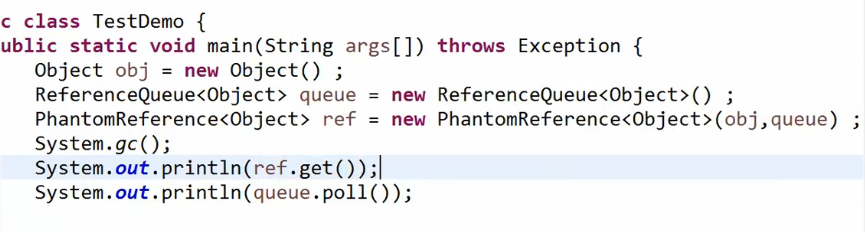 c class TestDemo {
ublic static void main(String args[]) throws Exception {
Object obj = new Object() ;
ReferenceQueue<Object> queue = new ReferenceQueue<Object>() ;
PhantomReference<Object> ref = new PhantomReference<Object>(obj,queue) ;
System.gc();
System.out.println(ref.get());
System.out.println(queue.poll());